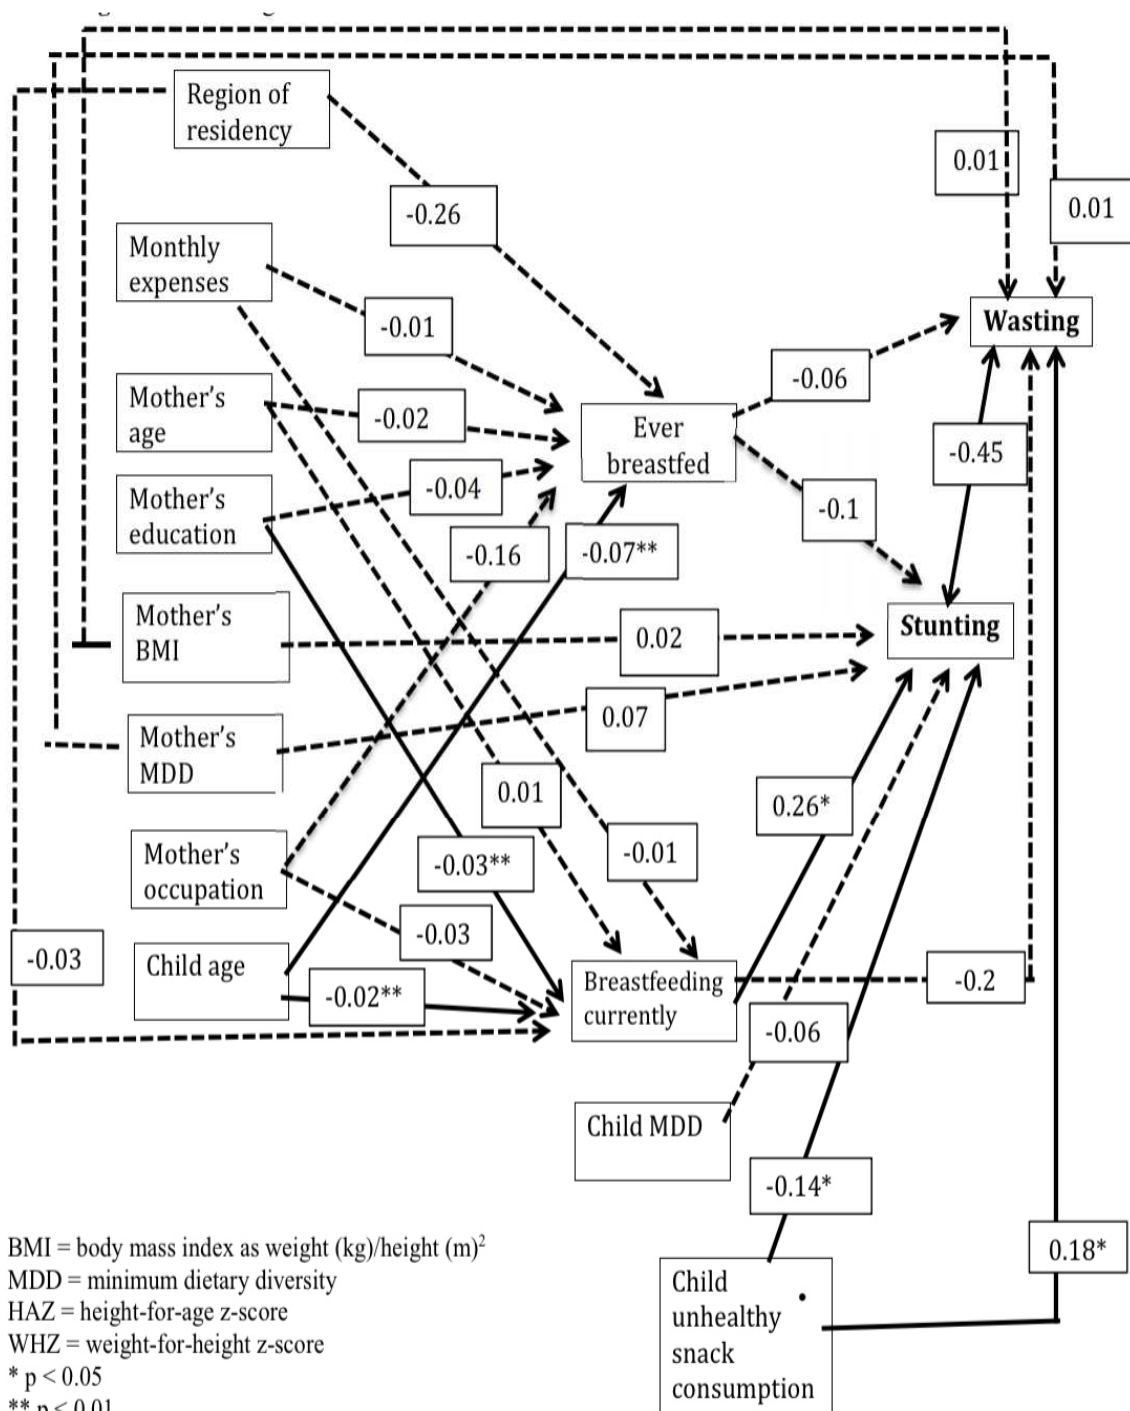 Region of
residency
0.01
0.01
-0.26
Monthly
expenses
-0.01
Wasting
-0.06
Mother's
age
-0.02
Ever
breastfed
-0.45
Mother's
education
-0.04
-0.1
-0.16
-0.07**
Mother's
BMI
0.02
Stunting
Mother's
MDD
0.07
0.01
0.26*
Mother's
occupation
-0.03**
-0.01
-0.03
-0.03
Child age
-0.02**
Breastfeeding
currently
-0.2
-0.06
Child MDD
-0.14*
0.18*
Child
unhealthy
snack
consumption
BMI = body mass index as weight (kg)/height (m)²
MDD = minimum dietary diversity
HAZ = height-for-age z-score
WHZ = weight-for-height z-score
* p < 0.05
** p < 0.01